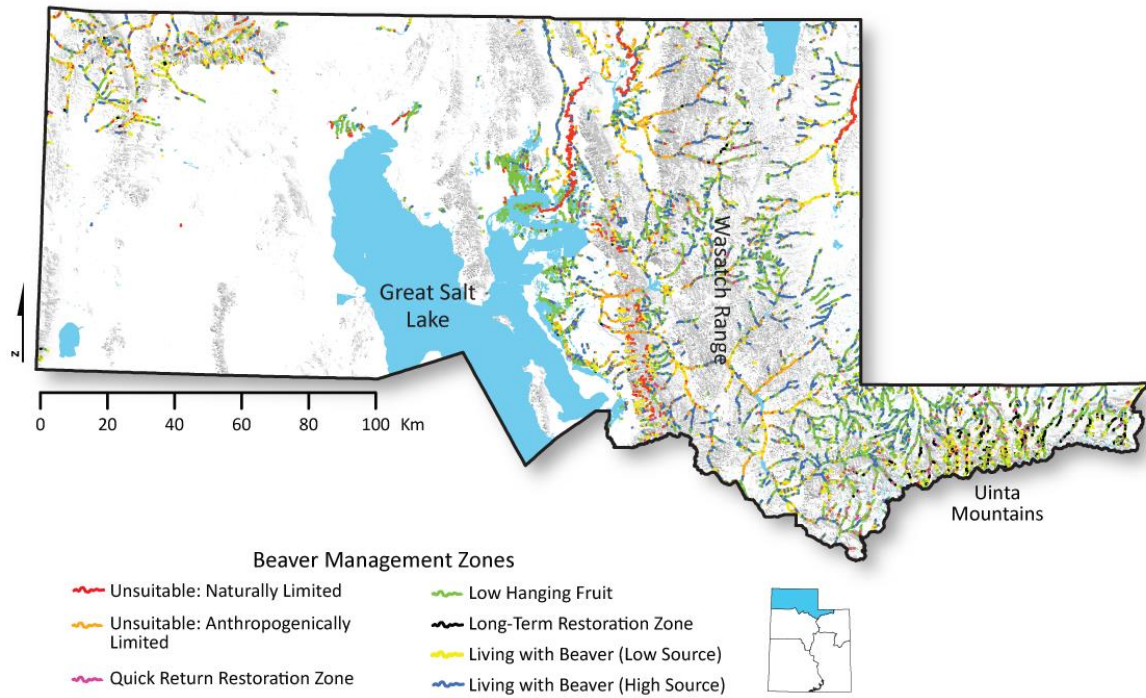 Wasatch Range
Great Salt
Lake
z
0 20 40 60 80 100 Km
Uinta
Mountains
Beaver Management Zones
Unsuitable: Naturally Limited
Unsuitable: Anthropogenically
Limited
Quick Return Restoration Zone
Low Hanging Fruit
Long-Term Restoration Zone
Living with Beaver (Low Source)
Living with Beaver (High Source)